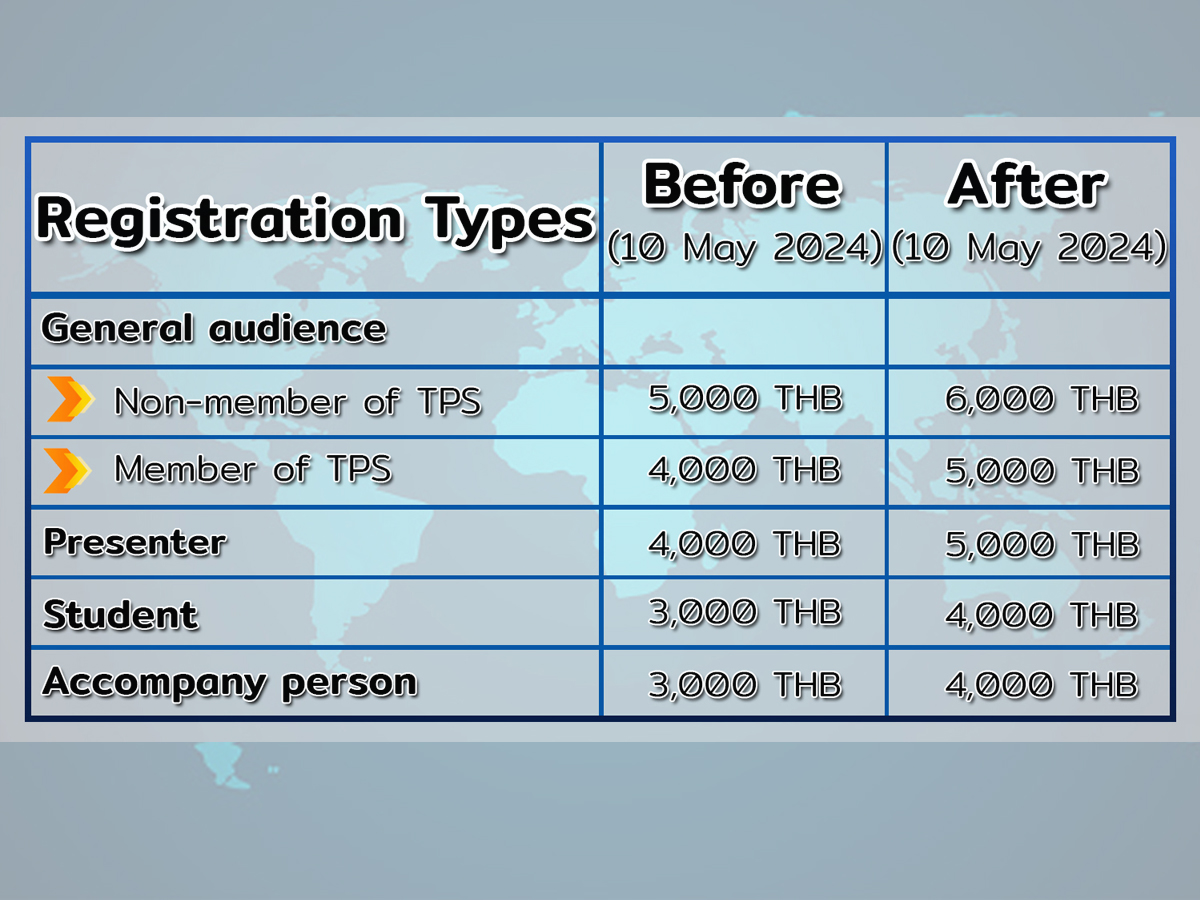 Registration Types Before After
(10 May 2024) (10 May 2024)
General audience
Non-member of TPS 5,000 THB 6,000 THB
Member of TPS 4,000 THB 5,000 THB
Presenter 4,000 THB 5,000 THB
Student 3,000 THB 4,000 THB
Accompany person 3,000 THB 4,000 THB